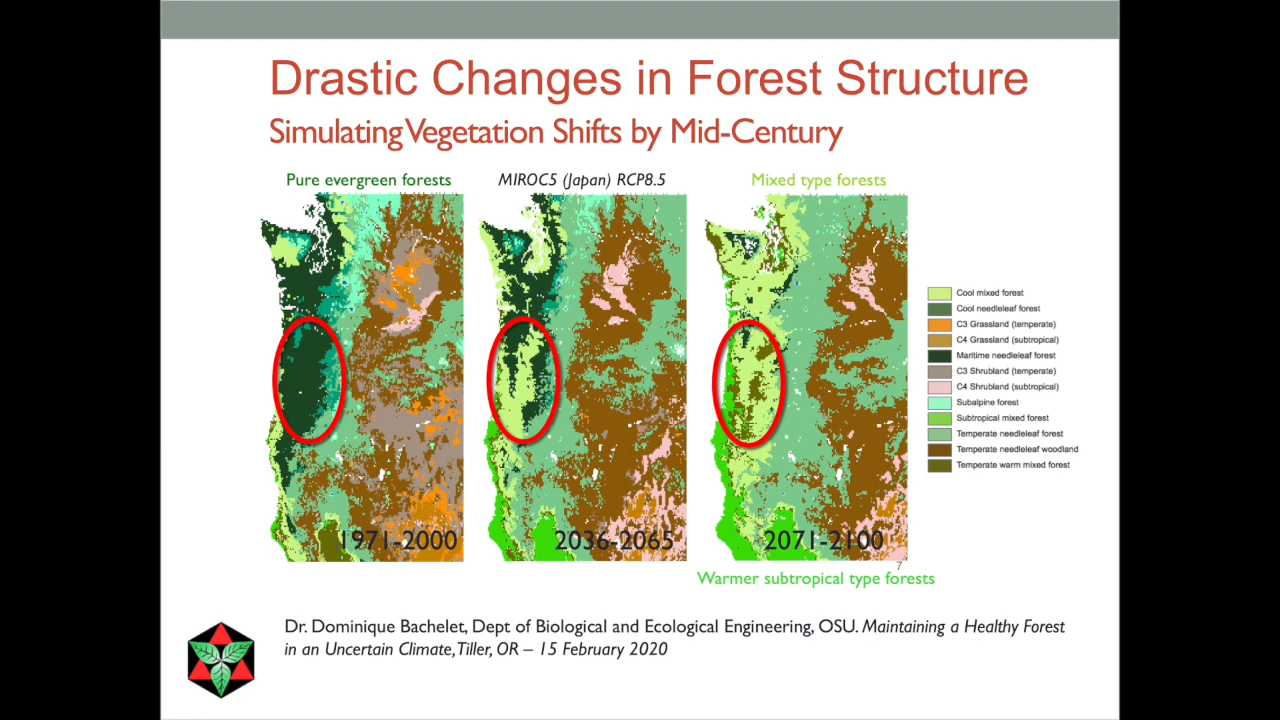 Drastic Changes in Forest Structure
Simulating Vegetation Shifts by Mid-Century
Pure evergreen forests
MIROC5 (Japan) RCP8.5
Mixed type forests
Cool mixed forest
Cool needleleaf forest
C3 Grassland (temperate)
C4 Grassland (subtropical)
Maritime needleleaf forest
C3 Shrubland (temperate)
C4 Shrubland (subtropical)
Subalpine forest
Subtropical mixed forest
Temperate needleleaf forest
Temperate needleleaf woodland
Temperate warm mixed forest
1971-2000
2036-2065
2071-2100
7
Warmer subtropical type forests
Dr. Dominique Bachelet, Dept of Biological and Ecological Engineering, OSU. Maintaining a Healthy Forest
in an Uncertain Climate, Tiller, OR – 15 February 2020